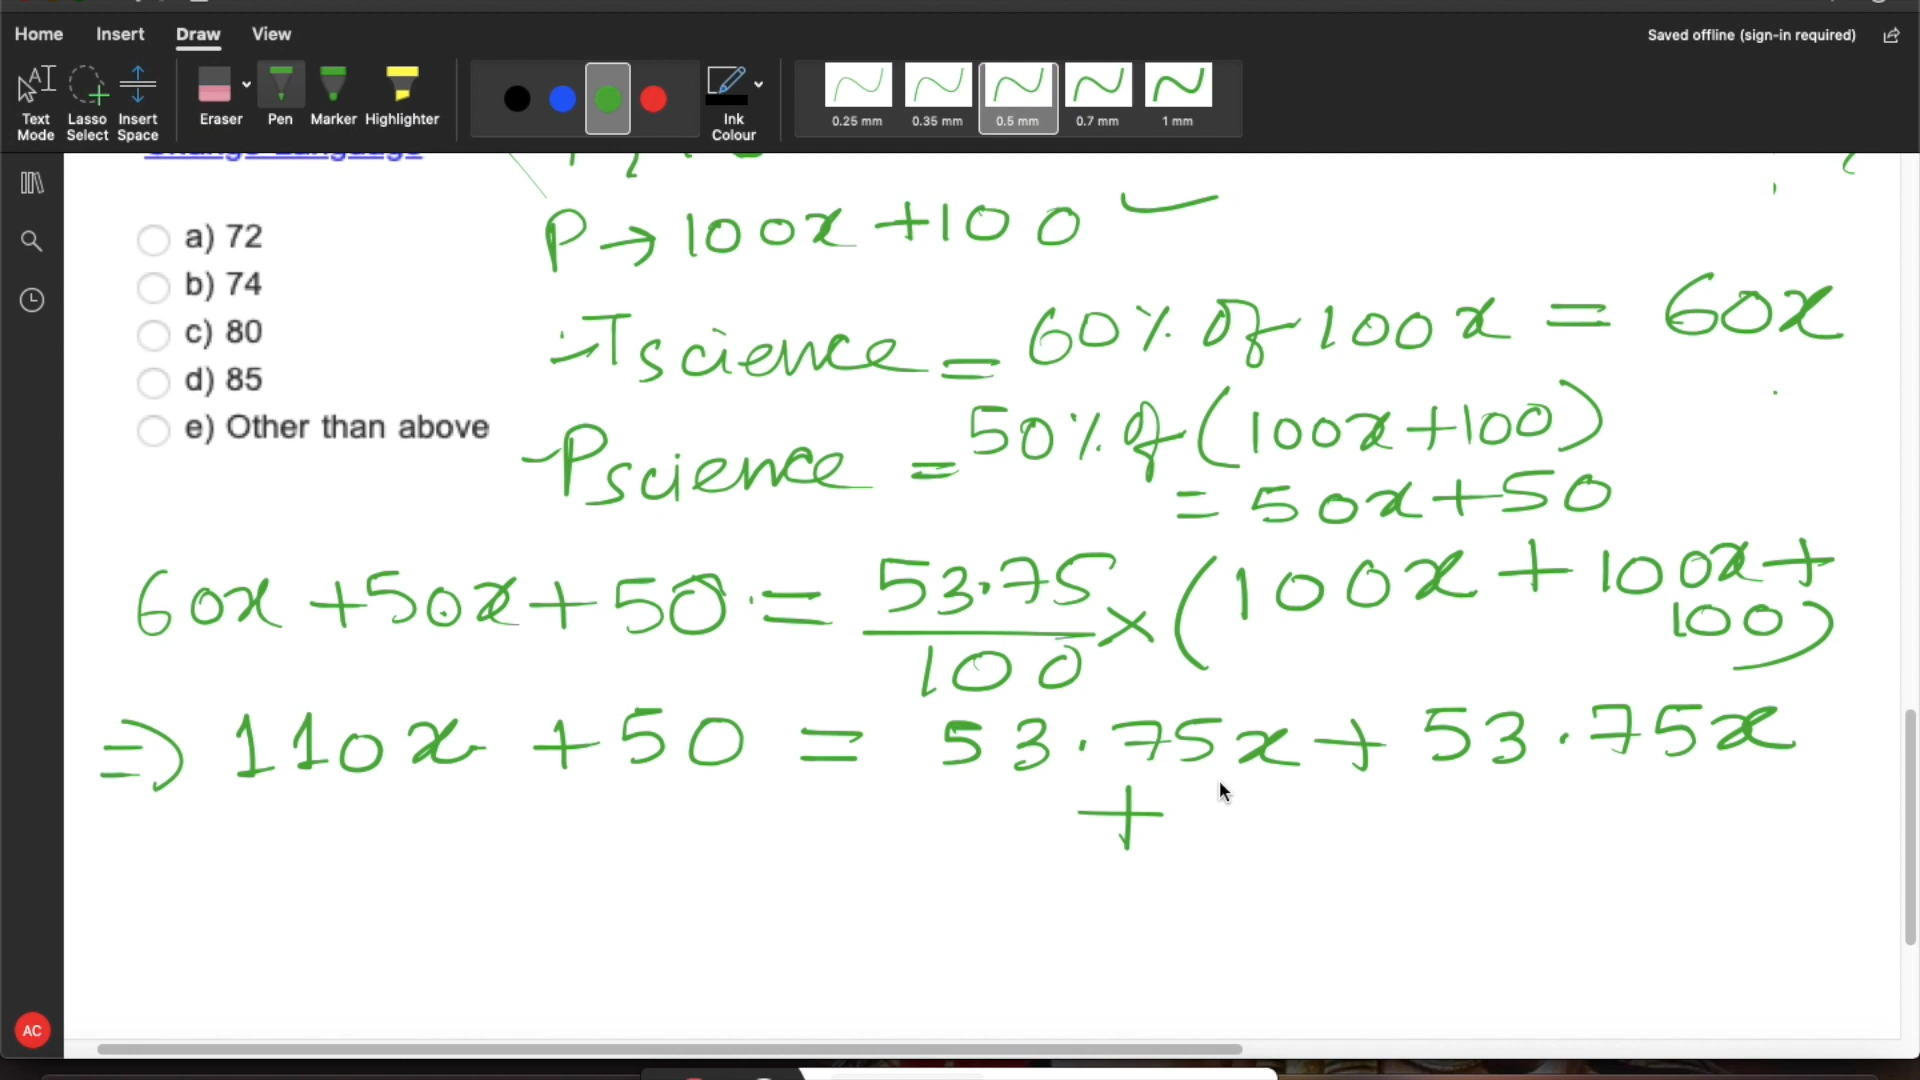 Home Insert Draw View
Saved offline (sign-in required)
Text Mode
Lasso Select
Insert Space
Eraser
Pen
Marker
Highlighter
Ink Colour
0.25 mm
0.35 mm
0.5 mm
0.7 mm
1 mm
P → 100x + 100
a) 72
b) 74
c) 80
d) 85
e) Other than above
T science = 60% of 100x = 60x
P science = 50% of (100x + 100)
= 50x + 50
60x + 50x + 50 = 53.75/100 × (100x + 100x + 100)
⇒ 110x + 50 = 53.75x + 53.75x
+
AC